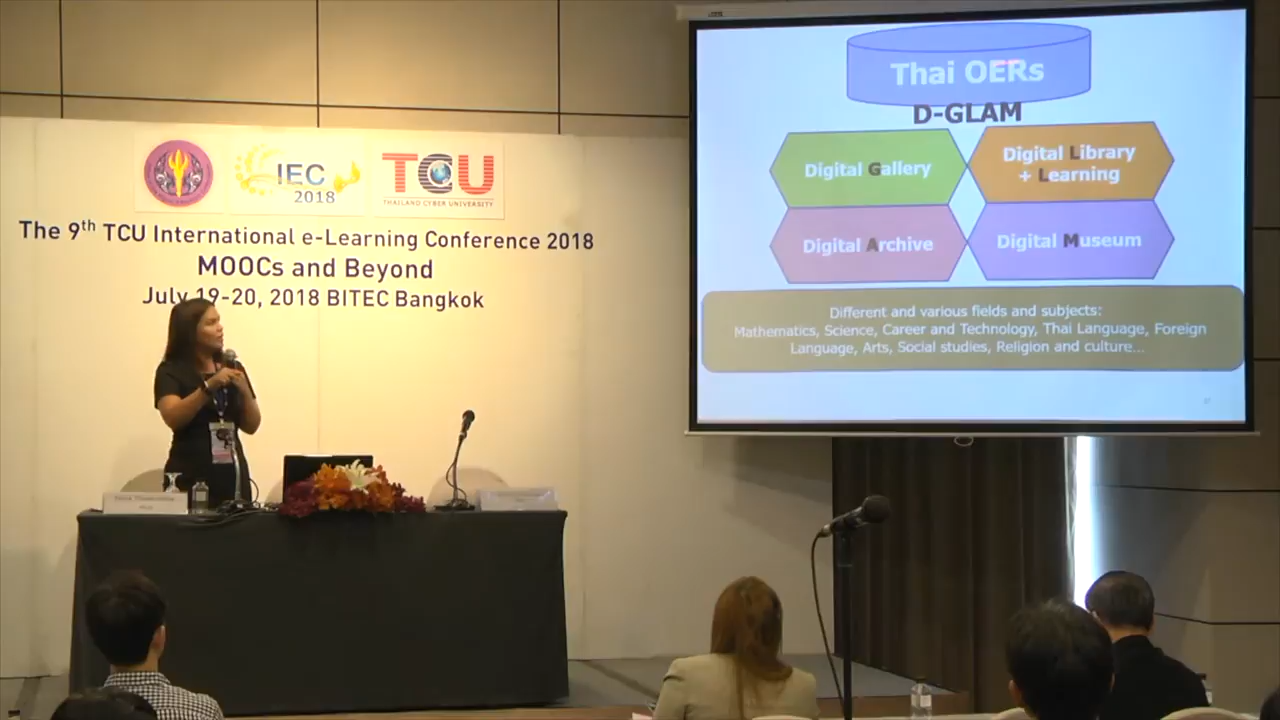 IEC
2018
TCU
THAILAND CYBER UNIVERSITY
The 9th TCU International e-Learning Conference 2018
MOOCs and Beyond
July 19-20, 2018 BITEC Bangkok
Thai OERs
D-GLAM
Digital Gallery
Digital Library
+ Learning
Digital Archive
Digital Museum
Different and various fields and subjects:
Mathematics, Science, Career and Technology, Thai Language, Foreign
Language, Arts, Social studies, Religion and culture...